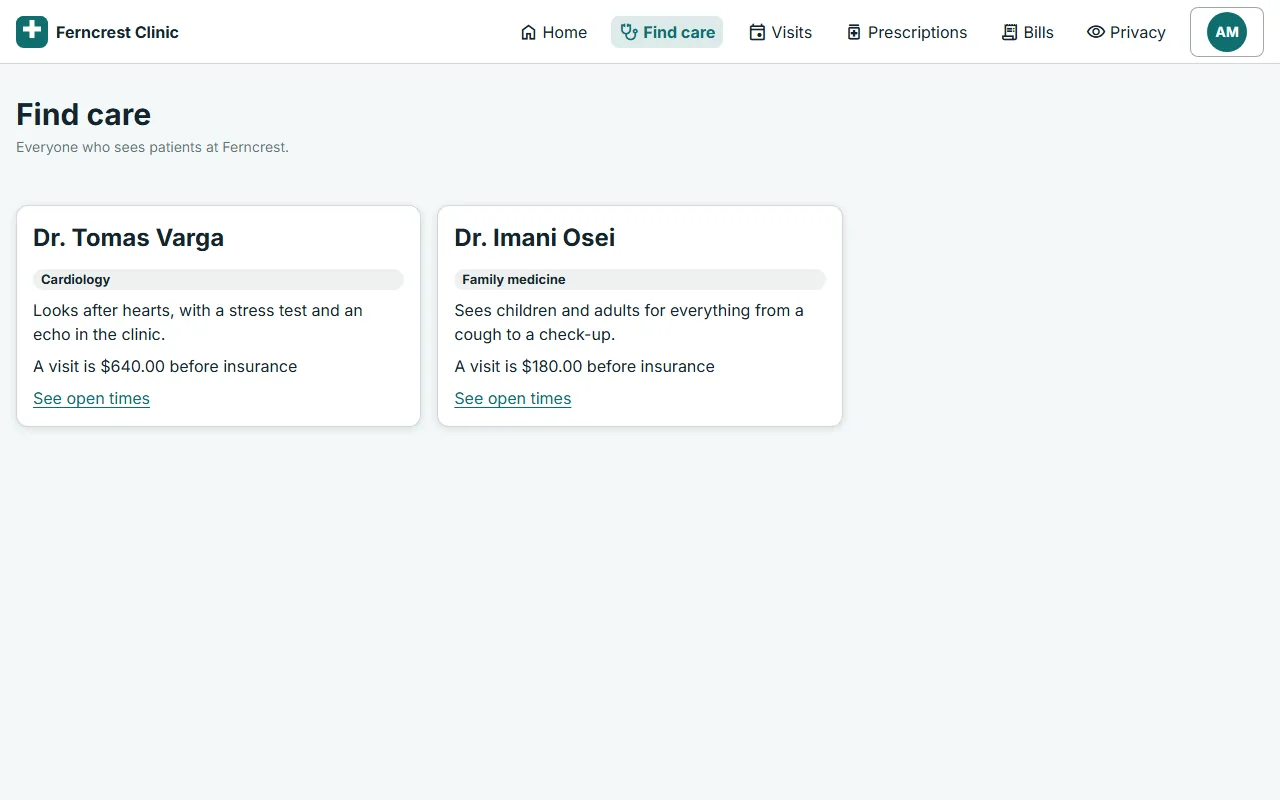 Ferncrest Clinic
Home
Find care
Visits
Prescriptions
Bills
Privacy
AM
Find care
Everyone who sees patients at Ferncrest.
Dr. Tomas Varga
Cardiology
Looks after hearts, with a stress test and an
echo in the clinic.
A visit is $640.00 before insurance
See open times
Dr. Imani Osei
Family medicine
Sees children and adults for everything from a
cough to a check-up.
A visit is $180.00 before insurance
See open times